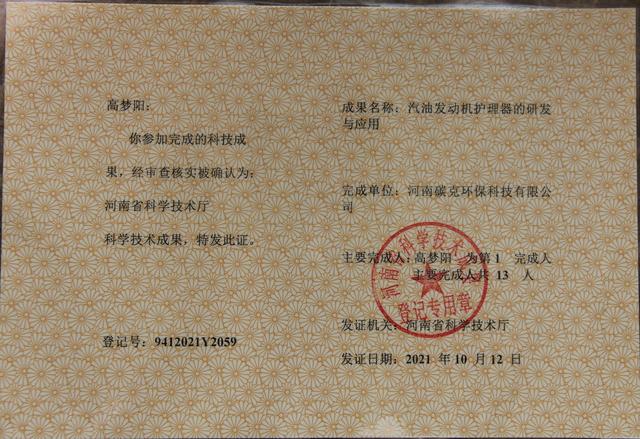 高梦阳：
你参加完成的科技成
果，经审查核实被确认为：
河南省科学技术厅
科学技术成果，特发此证。
登记号：9412021Y2059
成果名称：汽油发动机护理器的研发
与应用
完成单位：河南碳克环保科技有限公
司
主要完成人：高梦阳 为第 1 完成人
主要完成人共 13 人
发证机关：河南省科学技术厅
发证日期：2021 年 10 月 12 日
河南省科学技术厅
登记专用章